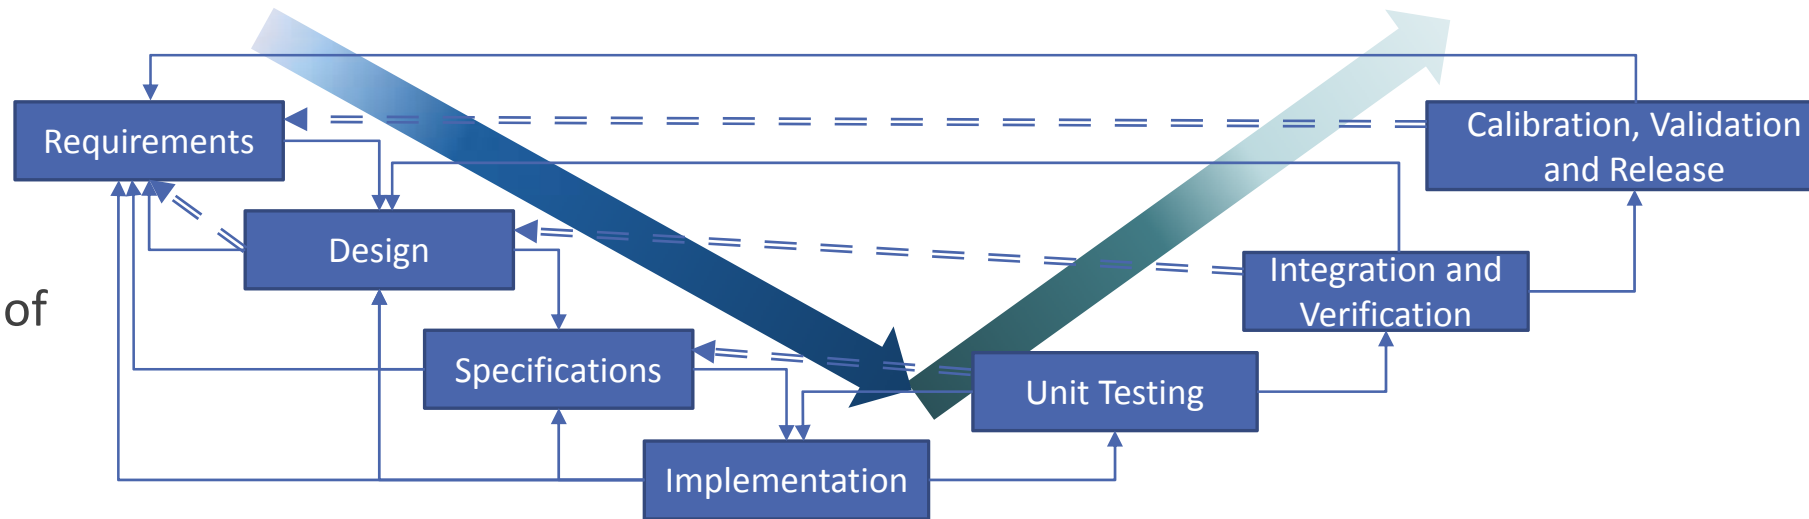 Requirements
Calibration, Validation
and Release
Design
Integration and
Verification
of
Specifications
Unit Testing
Implementation